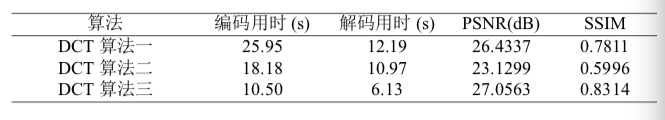 算法 编码用时 (s) 解码用时 (s) PSNR(dB) SSIM
DCT 算法一 25.95 12.19 26.4337 0.7811
DCT 算法二 18.18 10.97 23.1299 0.5996
DCT 算法三 10.50 6.13 27.0563 0.8314